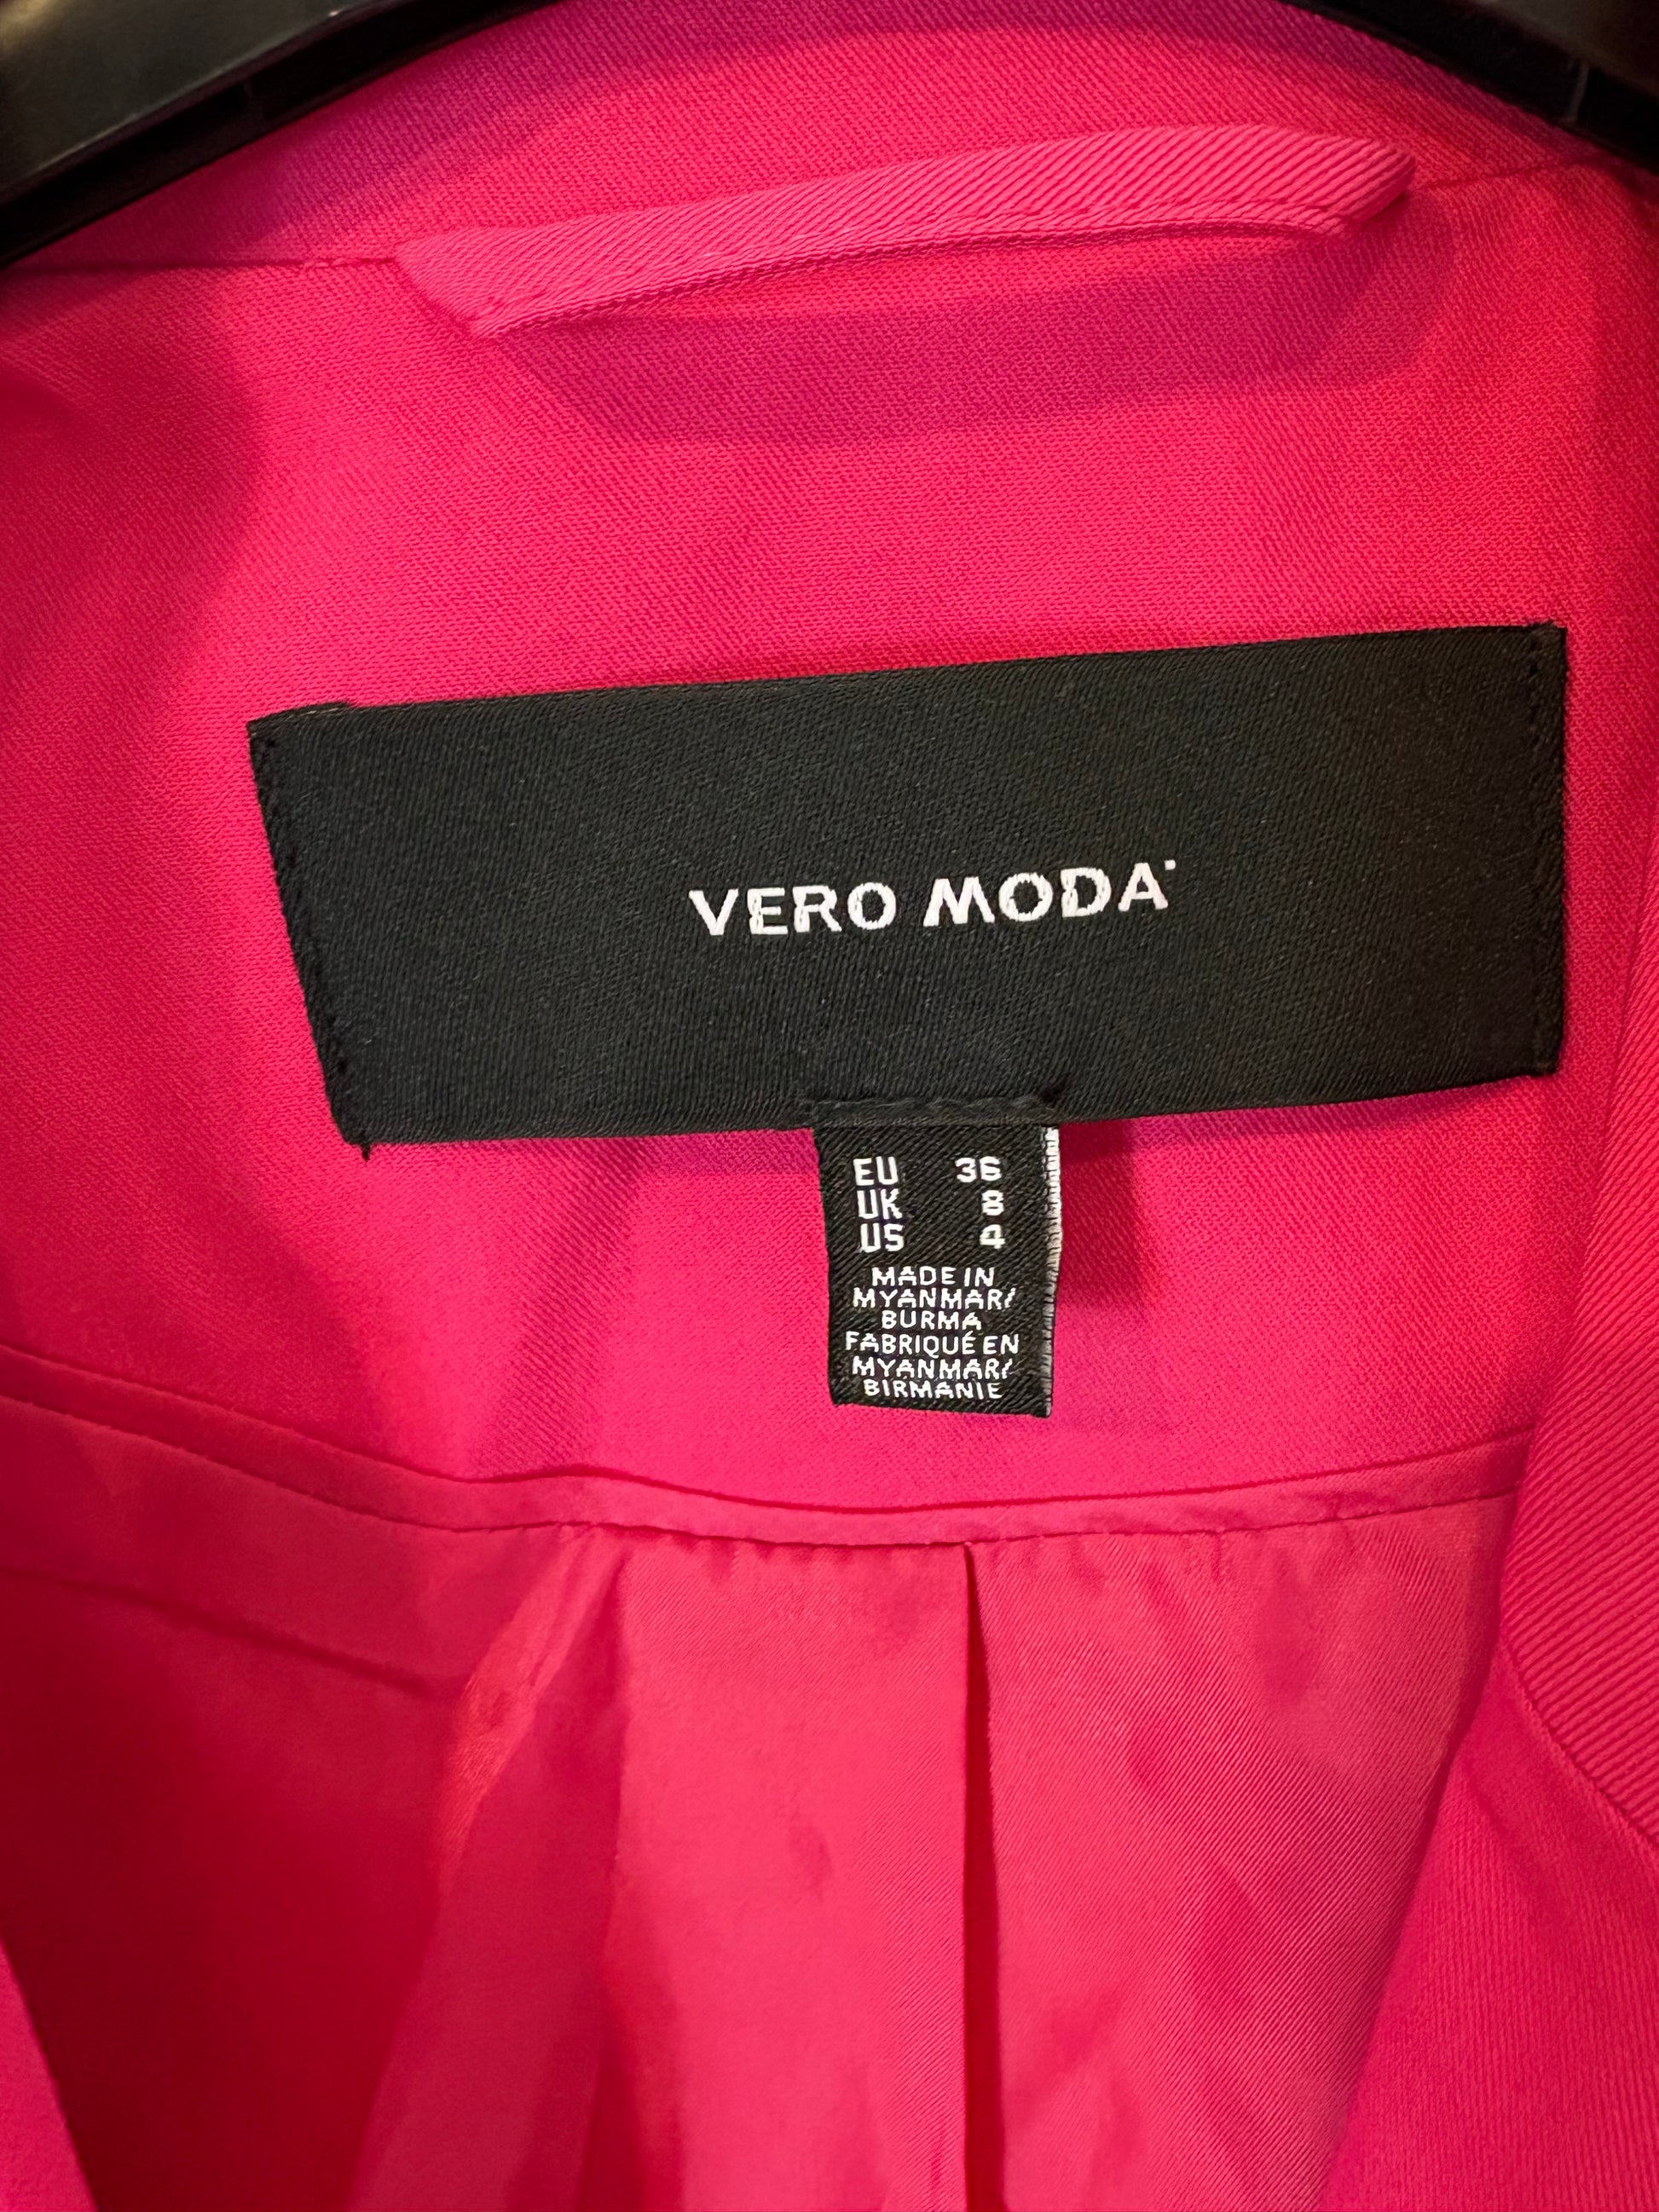 VERO MODA
EU 36
UK 8
US 4
MADE IN
MYANMAR/
BURMA
FABRIQUÉ EN
MYANMAR/
BIRMANIE